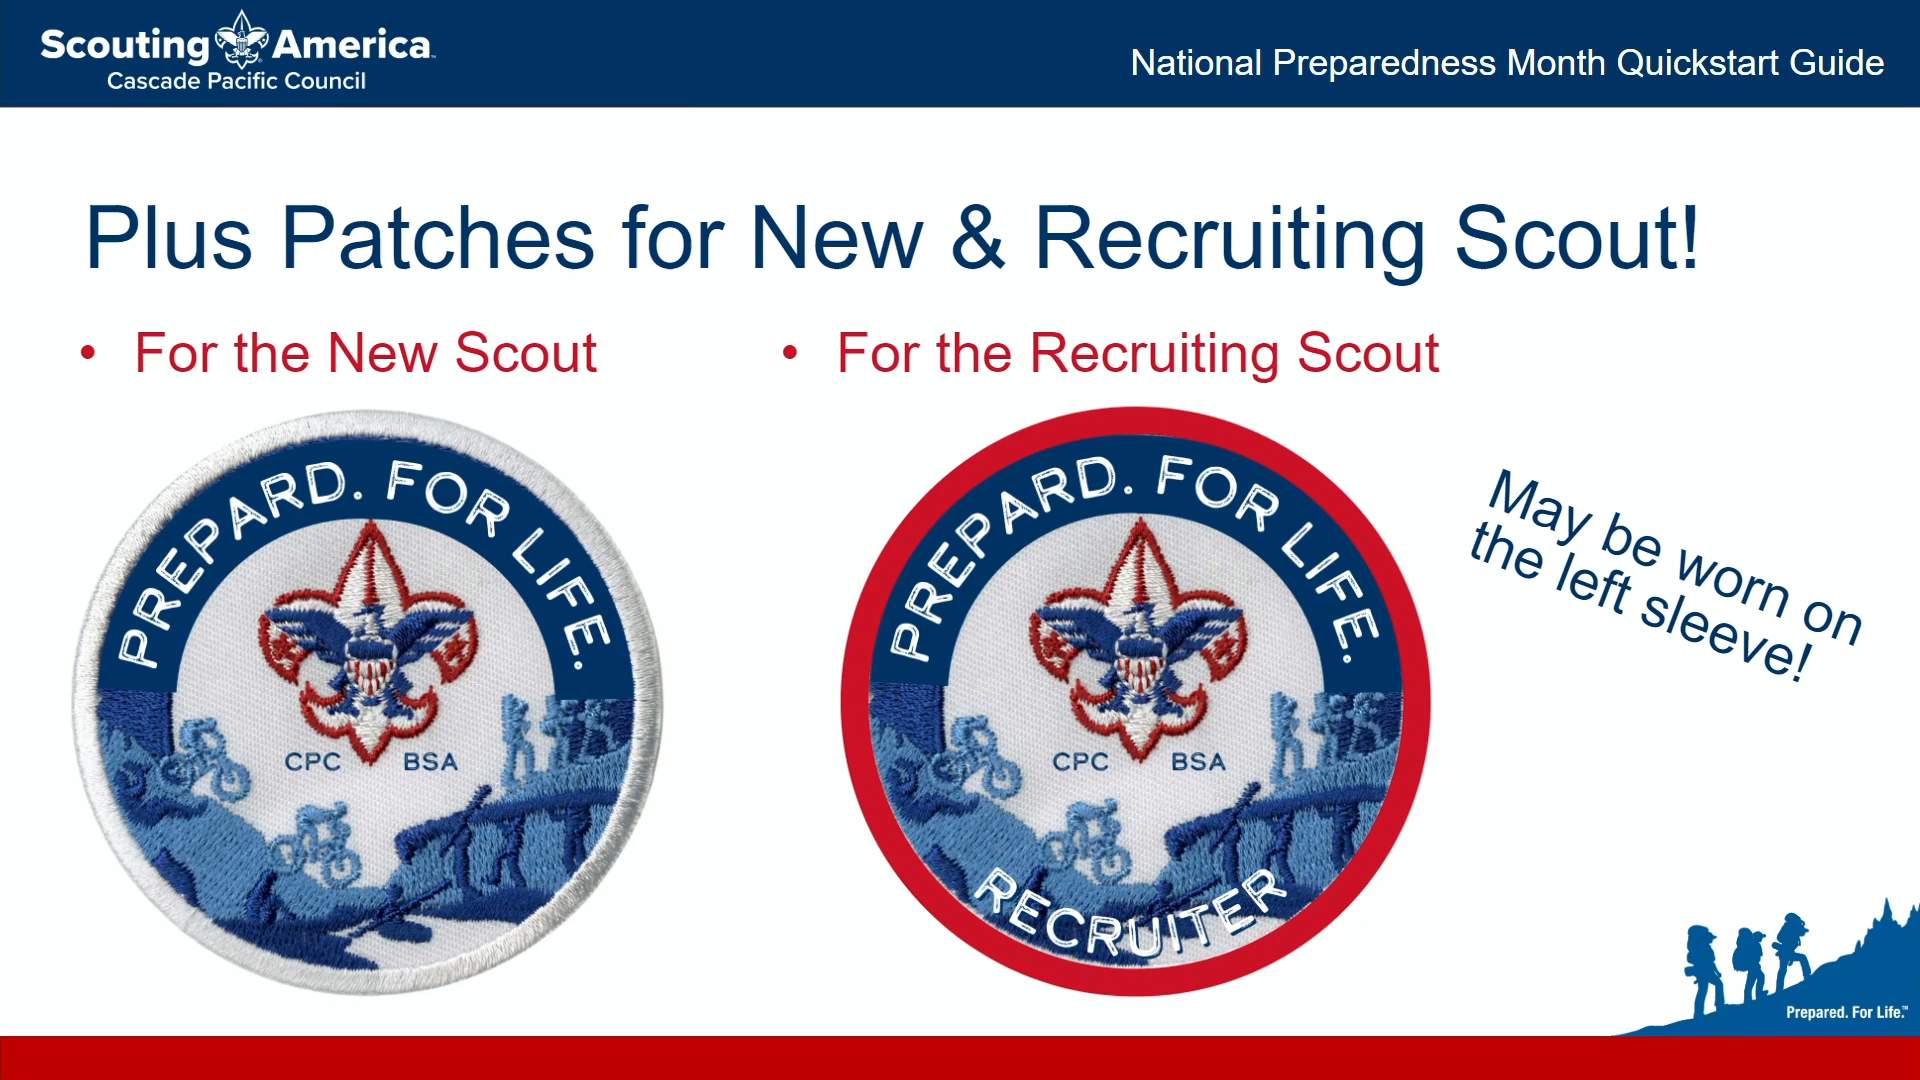 Scouting America
Cascade Pacific Council
National Preparedness Month Quickstart Guide
Plus Patches for New & Recruiting Scout!
• For the New Scout
PREPARD. FOR LIFE.
CPC BSA
• For the Recruiting Scout
PREPARD. FOR LIFE.
CPC BSA
RECRUITER
May be worn on
the left sleeve!
Prepared. For Life.™